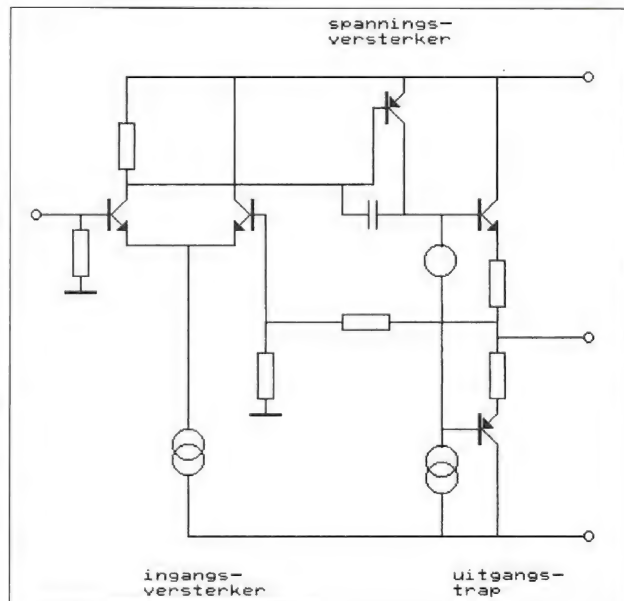 spannings-
versterker
ingangs-
versterker
uitgangs-
trap